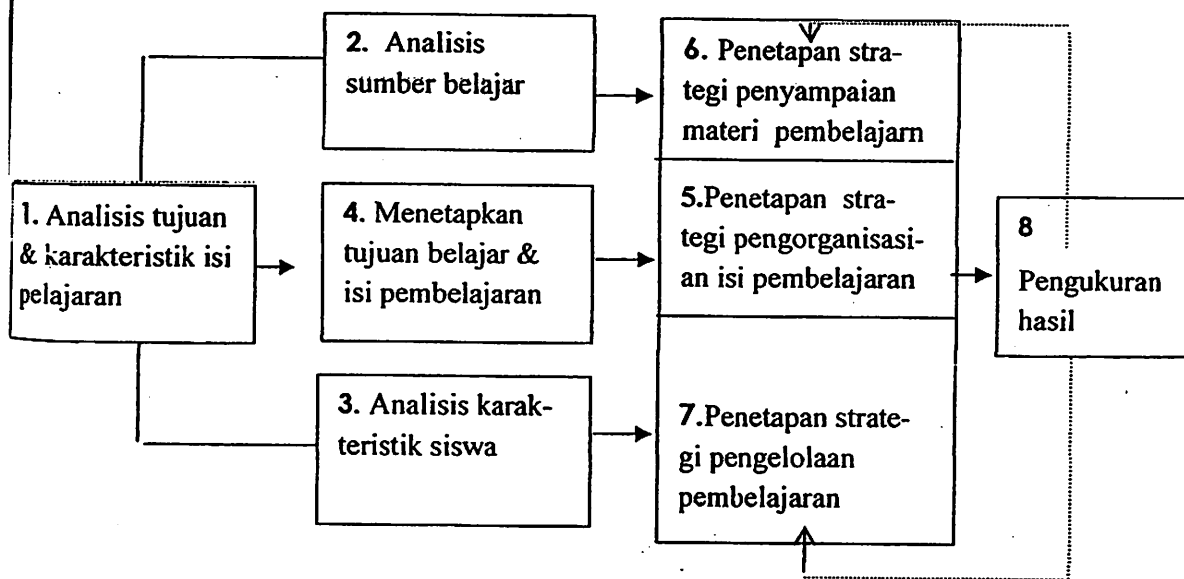 2. Analisis
sumber belajar
6. Penetapan stra-
tegi penyampaian
materi pembelajarn
1. Analisis tujuan
& karakteristik isi
pelajaran
4. Menetapkan
tujuan belajar &
isi pembelajaran
5.Penetapan stra-
tegi pengorganisasi-
an isi pembelajaran
8
Pengukuran
hasil
3. Analisis karak-
teristik siswa
7.Penetapan strate-
gi pengelolaan
pembelajaran